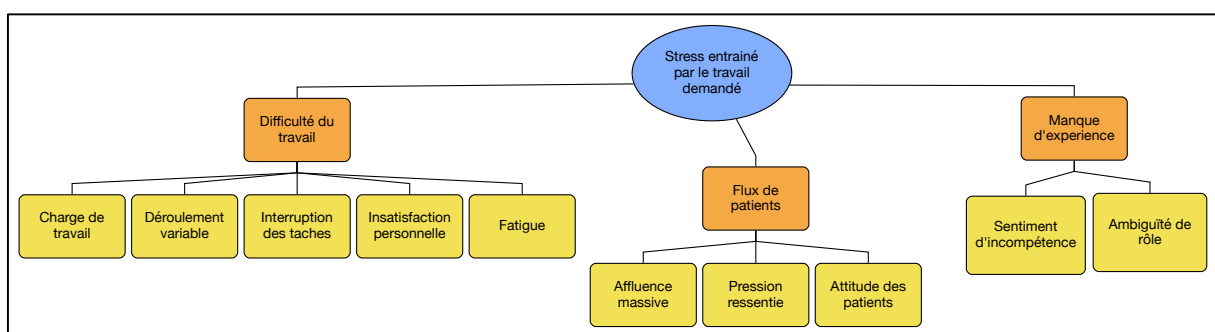 Stress entrainé
par le travail
demandé
Difficulté du
travail
Manque
d'experience
Flux de
patients
Charge de
travail
Déroulement
variable
Interruption
des taches
Insatisfaction
personnelle
Fatigue
Sentiment
d'incompétence
Ambiguïté de
rôle
Affluence
massive
Pression
ressentie
Attitude des
patients